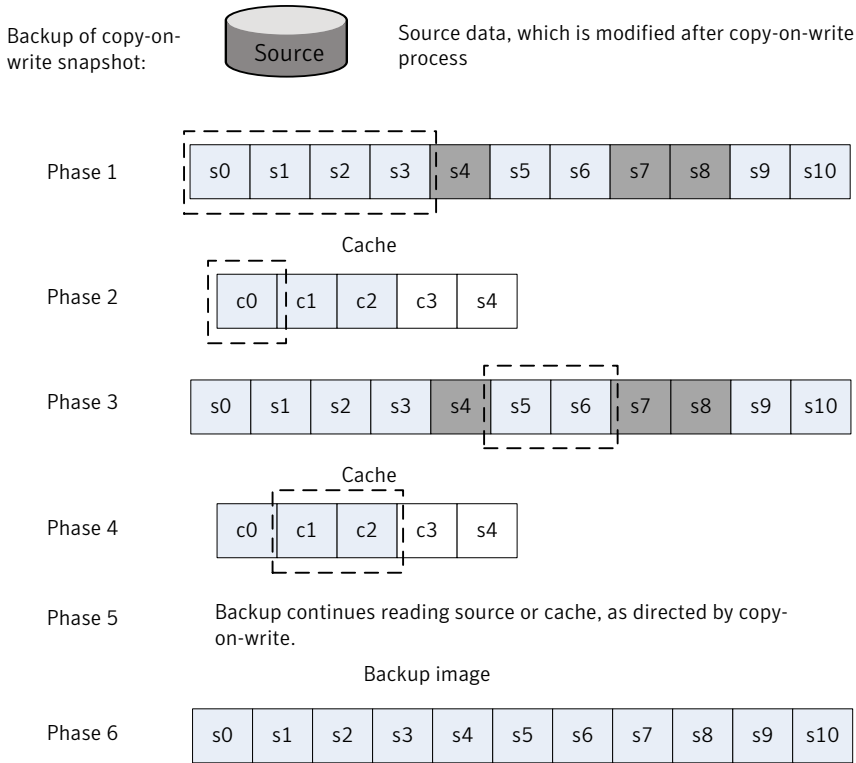 Backup of copy-on-
write snapshot:
Source
Source data, which is modified after copy-on-write
process
Phase 1
s0 s1 s2 s3 s4 s5 s6 s7 s8 s9 s10
Cache
Phase 2
c0 c1 c2 c3 s4
Phase 3
s0 s1 s2 s3 s4 s5 s6 s7 s8 s9 s10
Cache
Phase 4
c0 c1 c2 c3 s4
Phase 5
Backup continues reading source or cache, as directed by copy-
on-write.
Backup image
Phase 6
s0 s1 s2 s3 s4 s5 s6 s7 s8 s9 s10